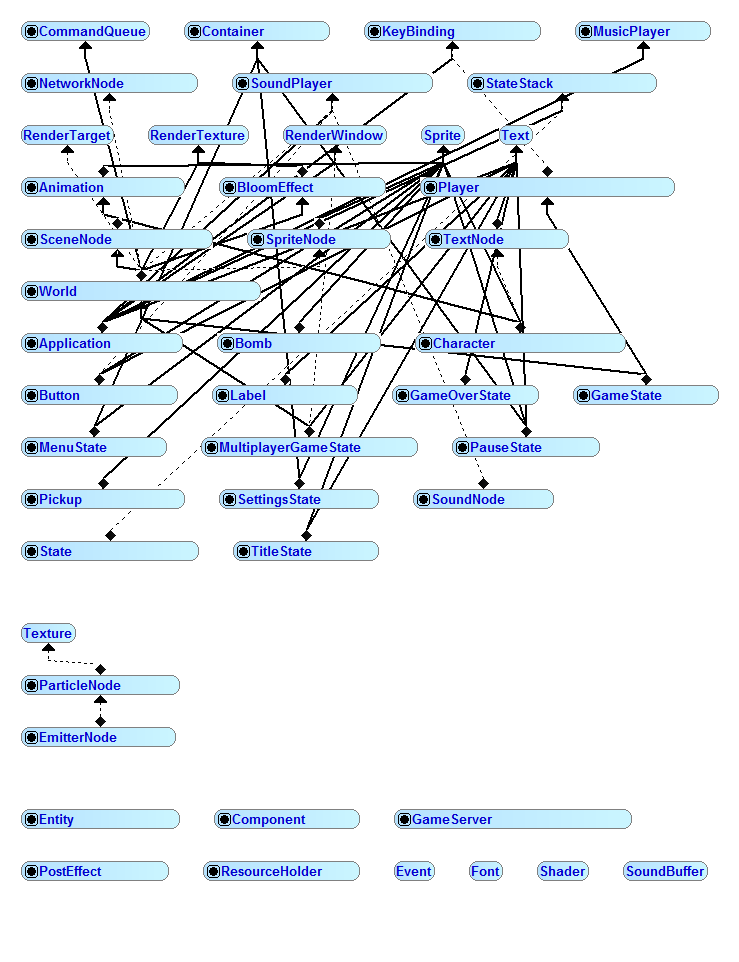 CommandQueue Container KeyBinding MusicPlayer
NetworkNode SoundPlayer StateStack
RenderTarget RenderTexture RenderWindow Sprite Text
Animation BloomEffect Player
SceneNode SpriteNode TextNode
World
Application Bomb Character
Button Label GameOverState GameState
MenuState MultiplayerGameState PauseState
Pickup SettingsState SoundNode
State TitleState
Texture
ParticleNode
EmitterNode
Entity Component GameServer
PostEffect ResourceHolder Event Font Shader SoundBuffer